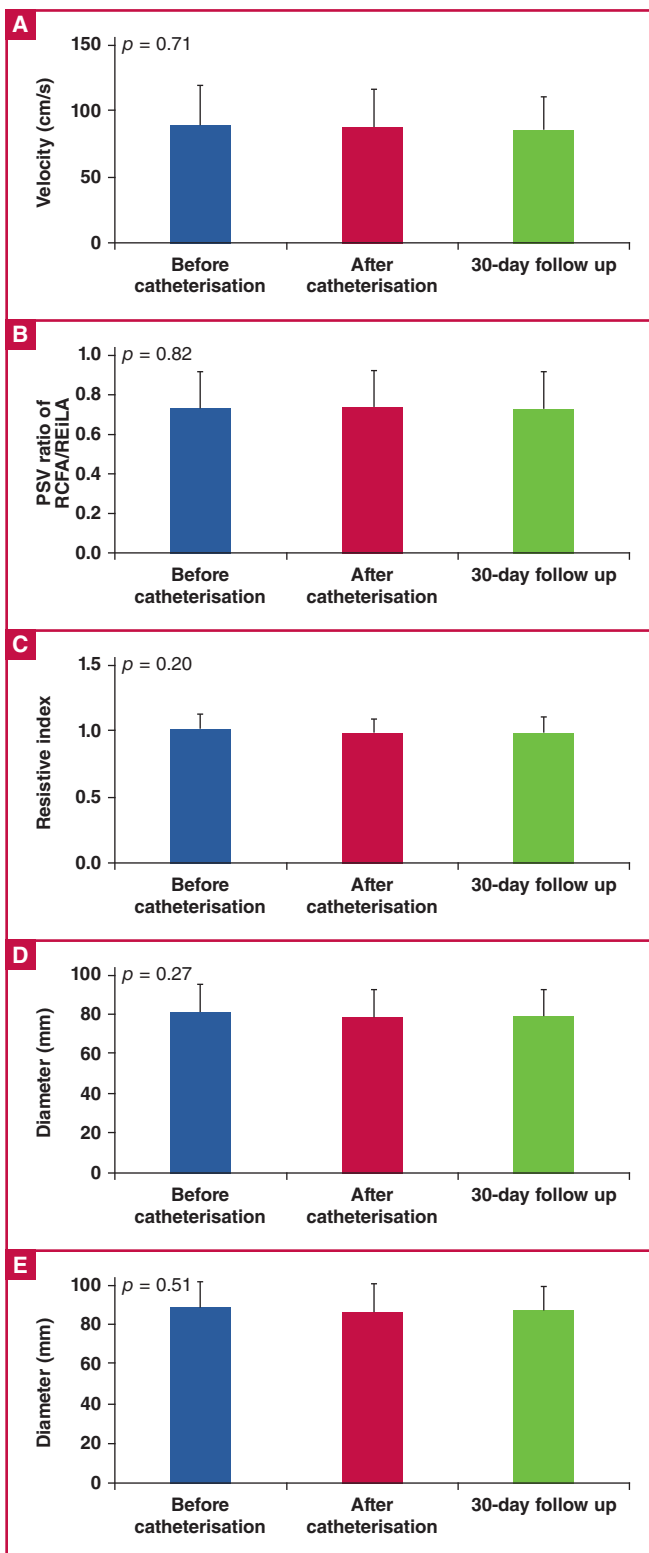 A
p = 0.71
Velocity (cm/s)
150
100
50
0
Before
catheterisation
After
catheterisation
30-day follow up
B
p = 0.82
PSV ratio of
RCFA/REiLA
1.0
0.8
0.6
0.4
0.2
0.0
Before
catheterisation
After
catheterisation
30-day follow up
C
p = 0.20
Resistive index
1.5
1.0
0.5
0.0
Before
catheterisation
After
catheterisation
30-day follow up
D
p = 0.27
Diameter (mm)
100
80
60
40
20
0
Before
catheterisation
After
catheterisation
30-day follow up
E
p = 0.51
Diameter (mm)
100
80
60
40
20
0
Before
catheterisation
After
catheterisation
30-day follow up